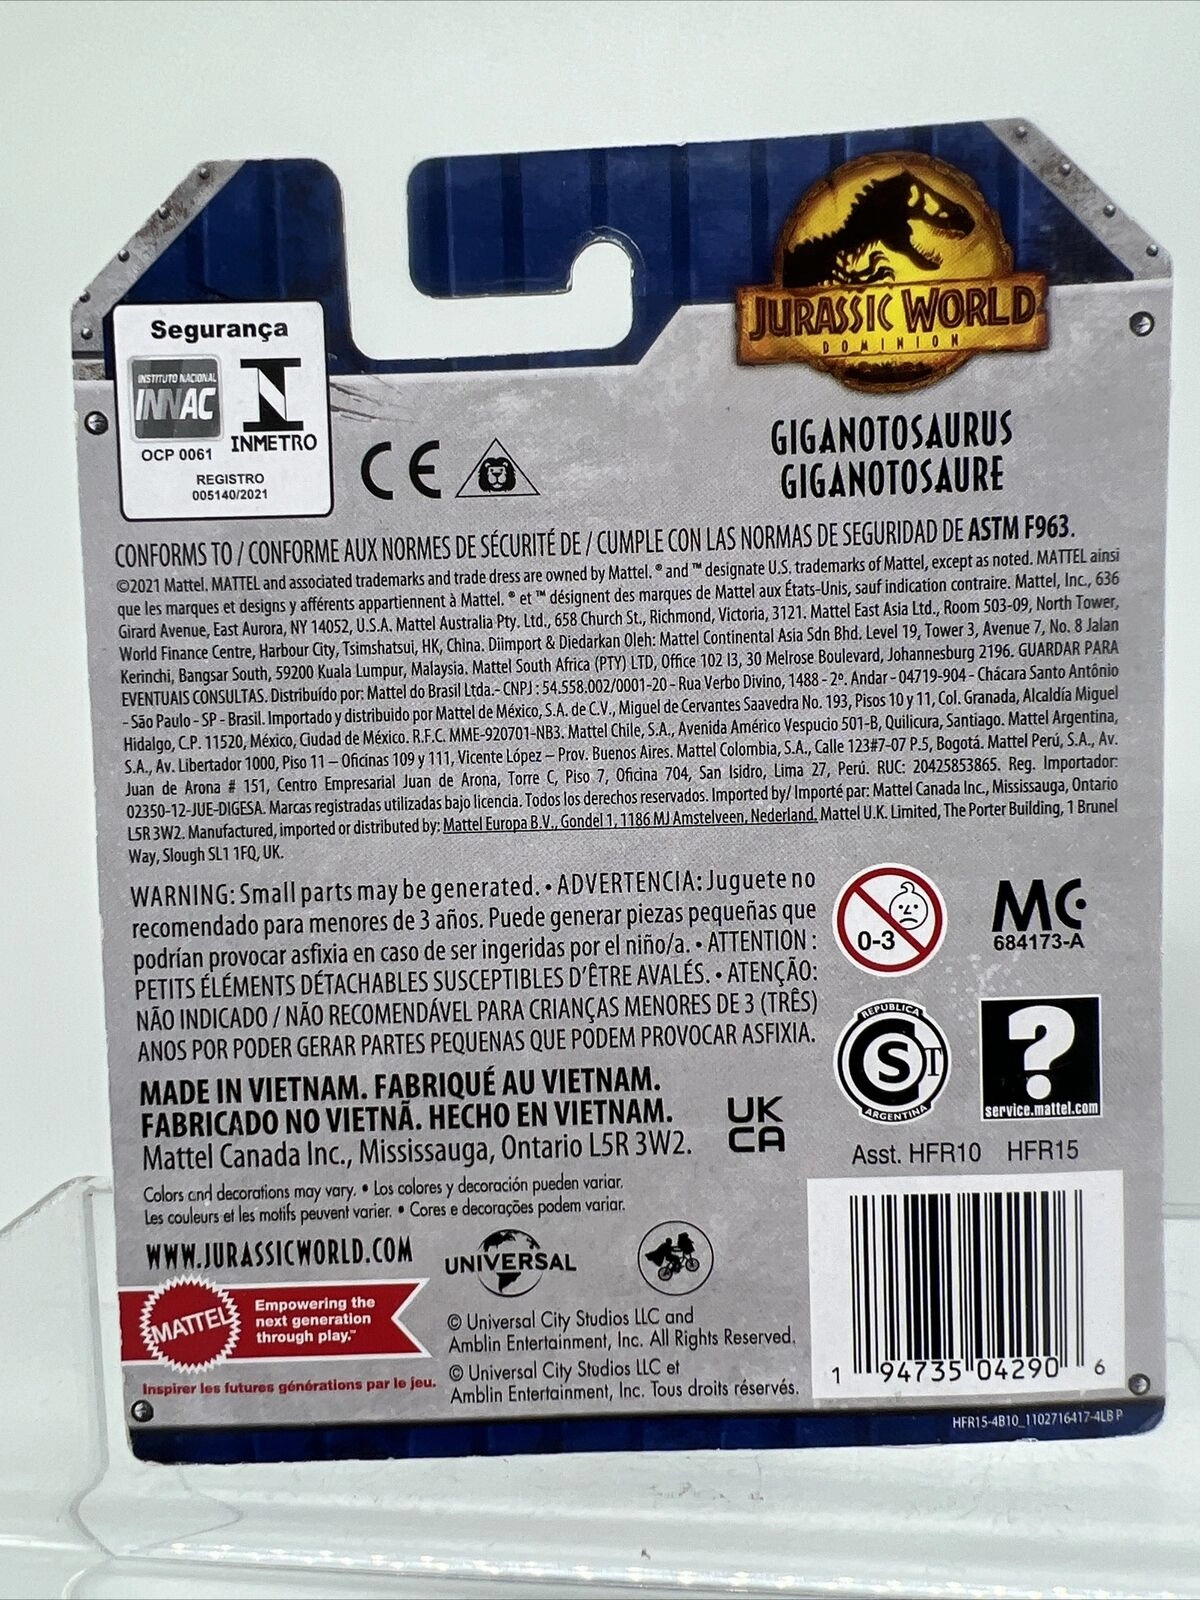 Segurança
INSTITUTO NACIONAL
INNAC
INMETRO
OCP 0061
REGISTRO
005140/2021
CE
JURASSIC WORLD
DOMINION
GIGANOTOSAURUS
GIGANOTOSAURE
CONFORMS TO / CONFORME AUX NORMES DE SÉCURITÉ DE / CUMPLE CON LAS NORMAS DE SEGURIDAD DE ASTM F963.
©2021 Mattel. MATTEL and associated trademarks and trade dress are owned by Mattel. ® and ™ designate U.S. trademarks of Mattel, except as noted. MATTEL ainsi
que les marques et designs y afférents appartiennent à Mattel. ® et ™ désignent des marques de Mattel aux États-Unis, sauf indication contraire. Mattel, Inc., 636
Girard Avenue, East Aurora, NY 14052, U.S.A. Mattel Australia Pty. Ltd., 658 Church St., Richmond, Victoria, 3121. Mattel East Asia Ltd., Room 503-09, North Tower,
World Finance Centre, Harbour City, Tsimshatsui, HK, China. Diimport & Diedarkan Oleh: Mattel Continental Asia Sdn Bhd. Level 19, Tower 3, Avenue 7, No. 8 Jalan
Kerinchi, Bangsar South, 59200 Kuala Lumpur, Malaysia. Mattel South Africa (PTY) LTD, Office 102 I3, 30 Melrose Boulevard, Johannesburg 2196. GUARDAR PARA
EVENTUAIS CONSULTAS. Distribuído por: Mattel do Brasil Ltda.- CNPJ : 54.558.002/0001-20 - Rua Verbo Divino, 1488 - 2º. Andar - 04719-904 - Chácara Santo Antônio
- São Paulo - SP - Brasil. Importado y distribuido por Mattel de México, S.A. de C.V., Miguel de Cervantes Saavedra No. 193, Pisos 10 y 11, Col. Granada, Alcaldía Miguel
Hidalgo, C.P. 11520, México, Ciudad de México. R.F.C. MME-920701-NB3. Mattel Chile, S.A., Avenida Américo Vespucio 501-B, Quilicura, Santiago. Mattel Argentina,
S.A., Av. Libertador 1000, Piso 11 – Oficinas 109 y 111, Vicente López – Prov. Buenos Aires. Mattel Colombia, S.A., Calle 123#7-07 P.5, Bogotá. Mattel Perú, S.A., Av.
Juan de Arona # 151, Centro Empresarial Juan de Arona, Torre C, Piso 7, Oficina 704, San Isidro, Lima 27, Perú. RUC: 20425853865. Reg. Importador:
02350-12-JUE-DIGESA. Marcas registradas utilizadas bajo licencia. Todos los derechos reservados. Imported by/ Importé par: Mattel Canada Inc., Mississauga, Ontario
L5R 3W2. Manufactured, imported or distributed by: Mattel Europa B.V., Gondel 1, 1186 MJ Amstelveen, Nederland. Mattel U.K. Limited, The Porter Building, 1 Brunel
Way, Slough SL1 1FQ, UK.
WARNING: Small parts may be generated. • ADVERTENCIA: Juguete no
recomendado para menores de 3 años. Puede generar piezas pequeñas que
podrían provocar asfixia en caso de ser ingeridas por el niño/a. • ATTENTION :
PETITS ÉLÉMENTS DÉTACHABLES SUSCEPTIBLES D'ÊTRE AVALÉS. • ATENÇÃO:
NÃO INDICADO / NÃO RECOMENDÁVEL PARA CRIANÇAS MENORES DE 3 (TRÊS)
ANOS POR PODER GERAR PARTES PEQUENAS QUE PODEM PROVOCAR ASFIXIA.
0-3
MC
684173-A
MADE IN VIETNAM. FABRIQUÉ AU VIETNAM.
FABRICADO NO VIETNÃ. HECHO EN VIETNAM.
Mattel Canada Inc., Mississauga, Ontario L5R 3W2.
UK
CA
REPUBLICA
S T
ARGENTINA
?
service.mattel.com
Asst. HFR10 HFR15
Colors and decorations may vary. • Los colores y decoración pueden variar.
Les couleurs et les motifs peuvent varier. • Cores e decorações podem variar.
WWW.JURASSICWORLD.COM
UNIVERSAL
MATTEL
Empowering the
next generation
through play.™
Inspirer les futures générations par le jeu.
© Universal City Studios LLC and
Amblin Entertainment, Inc. All Rights Reserved.
© Universal City Studios LLC et
Amblin Entertainment, Inc. Tous droits réservés.
1 94735 04290 6
HFR15-4B10_1102716417-4LB P